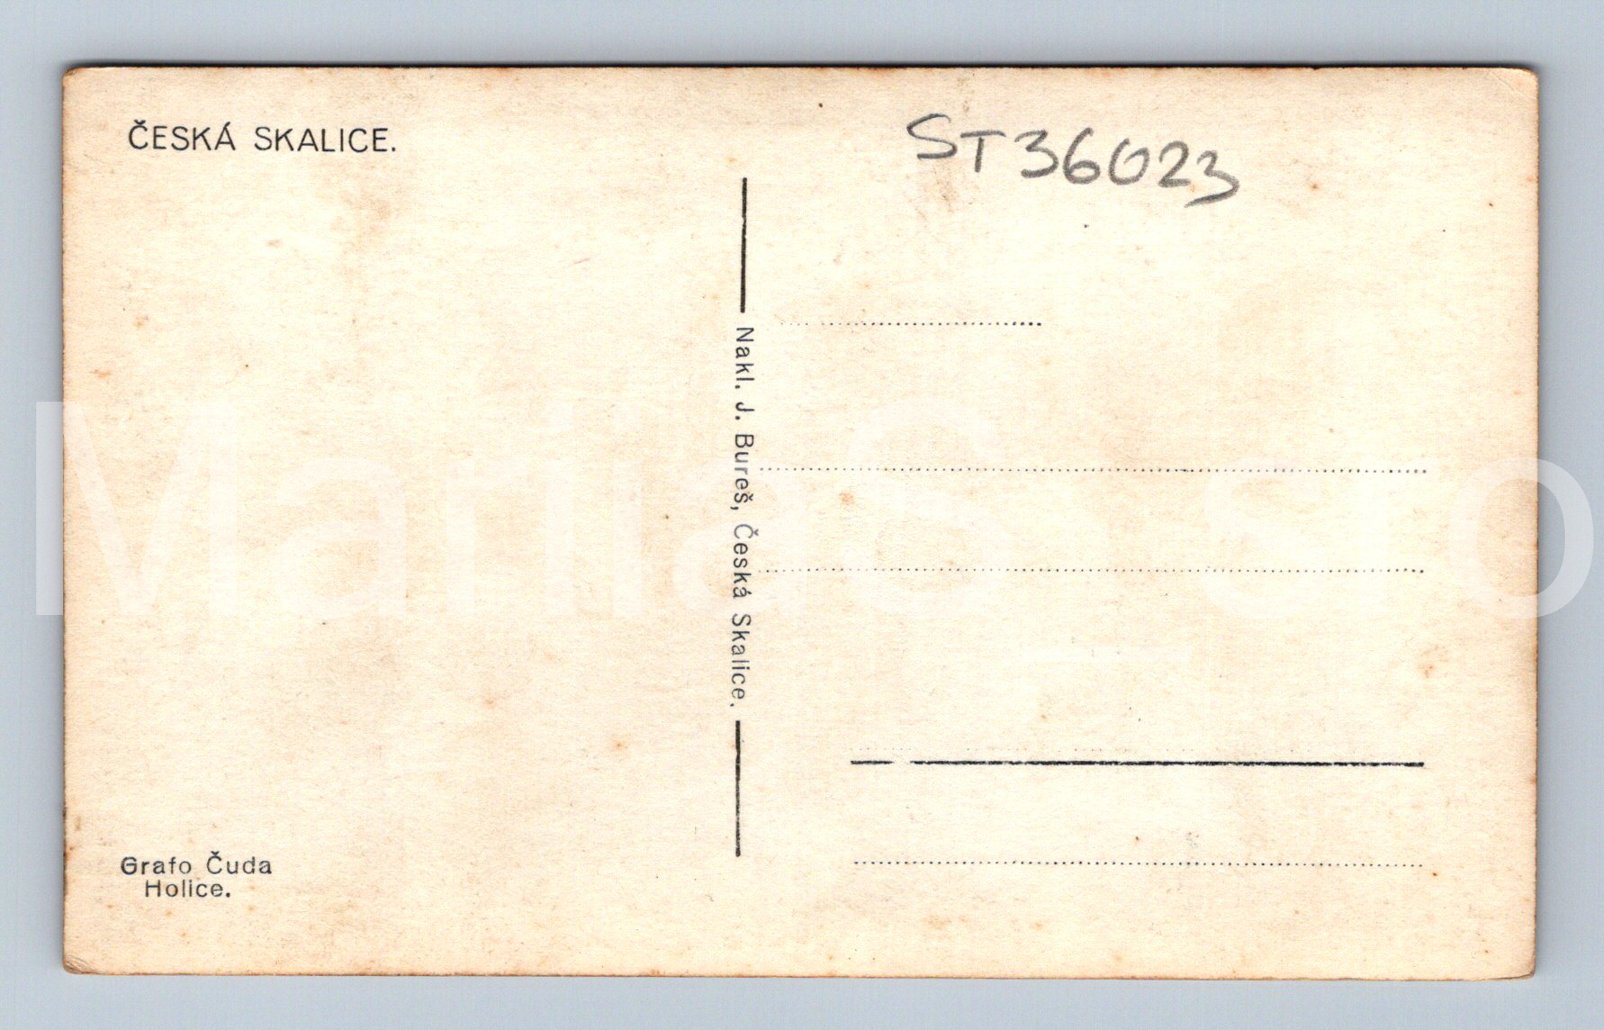 ČESKÁ SKALICE.
ST36023
Nakl. J. Bureš, Česká Skalice.
Grafo Čuda
Holice.